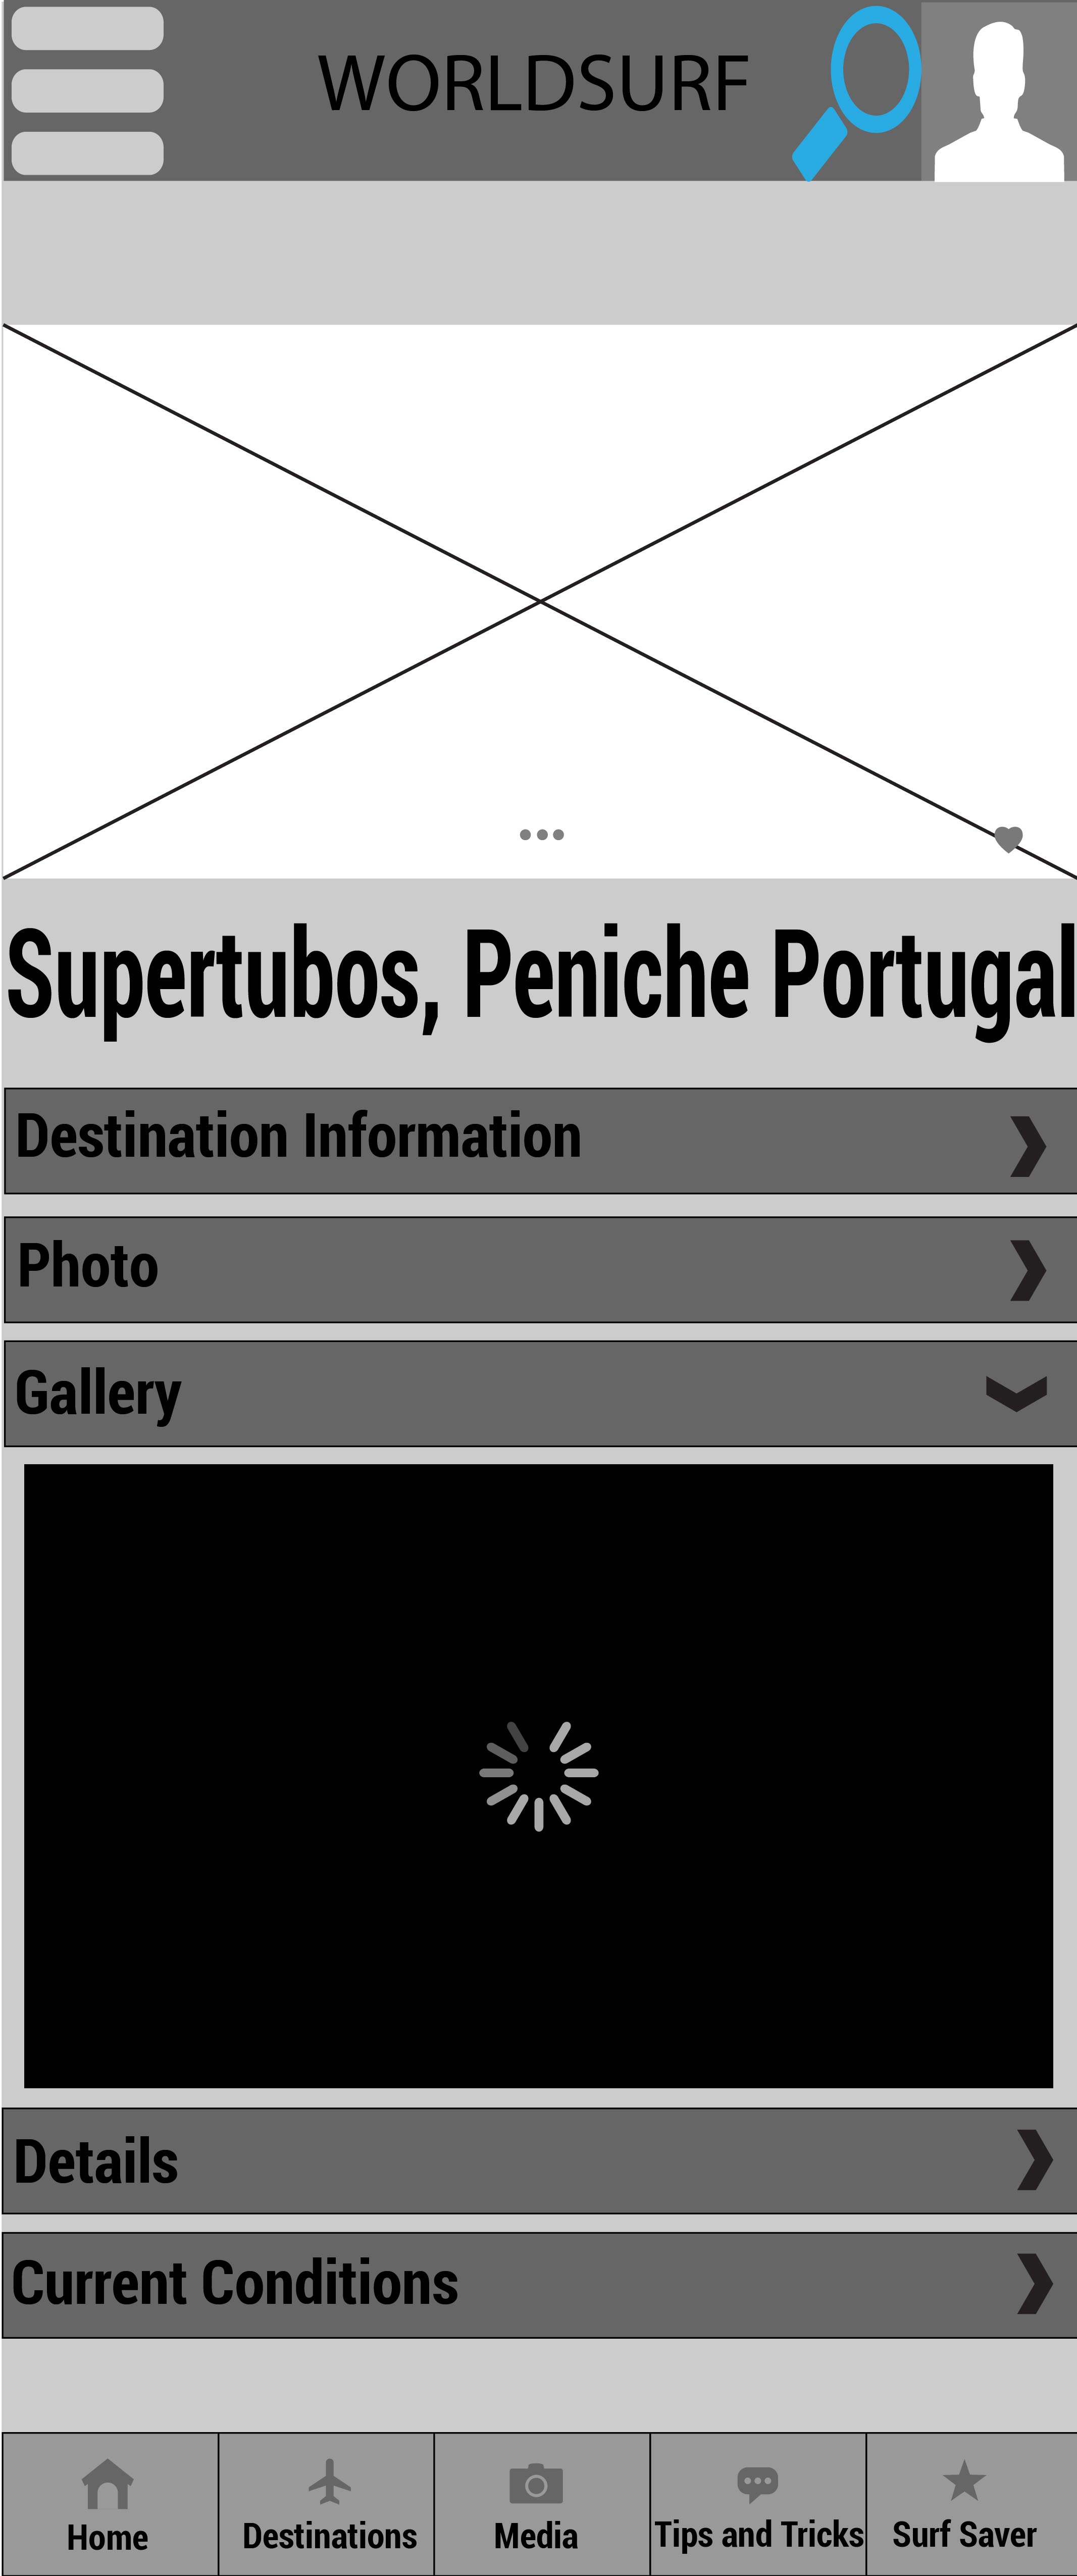 WORLDSURF
Supertubos, Peniche Portugal
Destination Information
Photo
Gallery
Details
Current Conditions
Home
Destinations
Media
Tips and Tricks
Surf Saver